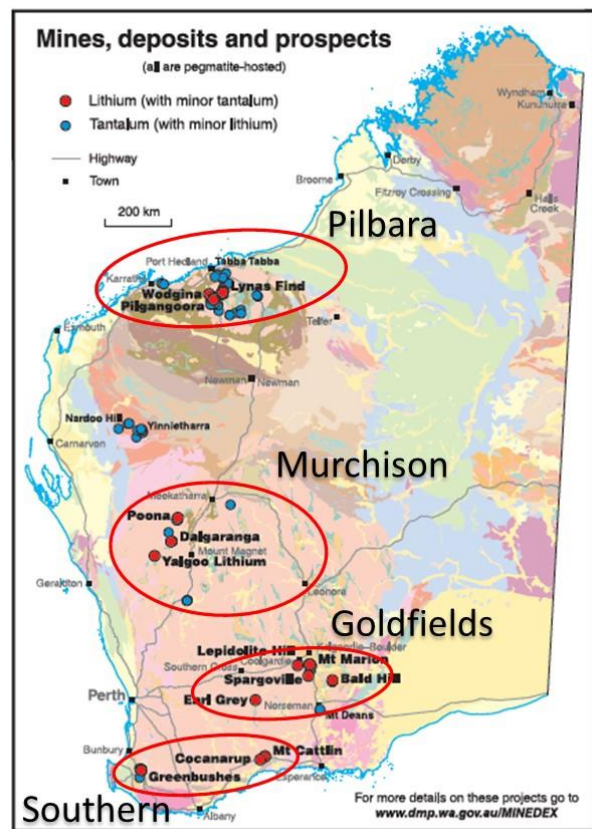 Mines, deposits and prospects
(all are pegmatite-hosted)
Lithium (with minor tantalum)
Tantalum (with minor lithium)
Highway
Town
200 km
Wyndham
Kununurra
Derby
Broome
Fitzroy Crossing
Halls
Creek
Pilbara
Port Hedland
Tabba Tabba
Karratha
Lynas Find
Wodgina
Pilgangoora
Exmouth
Telfer
Newman
Newman
Nardoo Hill
Yinnietharra
Carnarvon
Murchison
Meekatharra
Poona
Dalgaranga
Mount Magnet
Yalgoo Lithium
Geraldton
Leonora
Goldfields
Lepidolite Hill
Kalgoorlie-Boulder
Coolgardie
Mt Marion
Southern Cross
Spargoville
Bald Hill
Perth
Earl Grey
Norseman
Mt Deans
Bunbury
Cocanarup
Mt Cattlin
Greenbushes
Esperance
Southern
Albany
For more details on these projects go to
www.dmp.wa.gov.au/MINEDEX